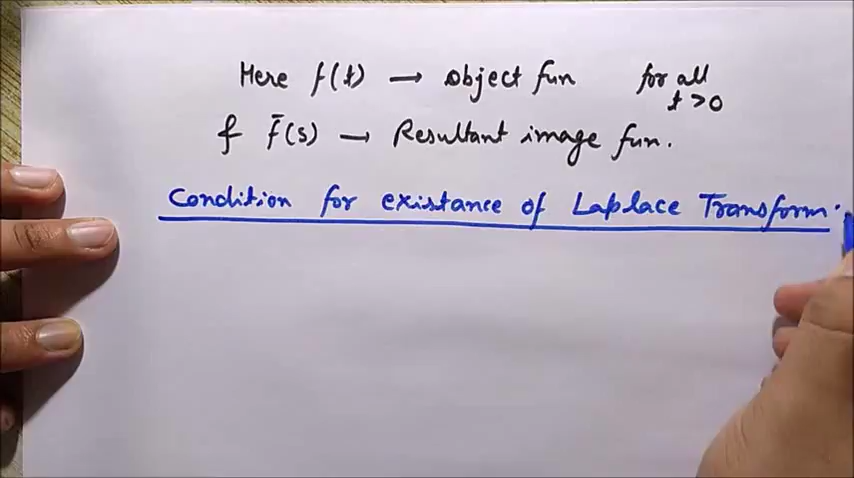 Here f(t) → object fun for all
t > 0
& f̄(s) → Resultant image fun.
Condition for existance of Laplace Transform :